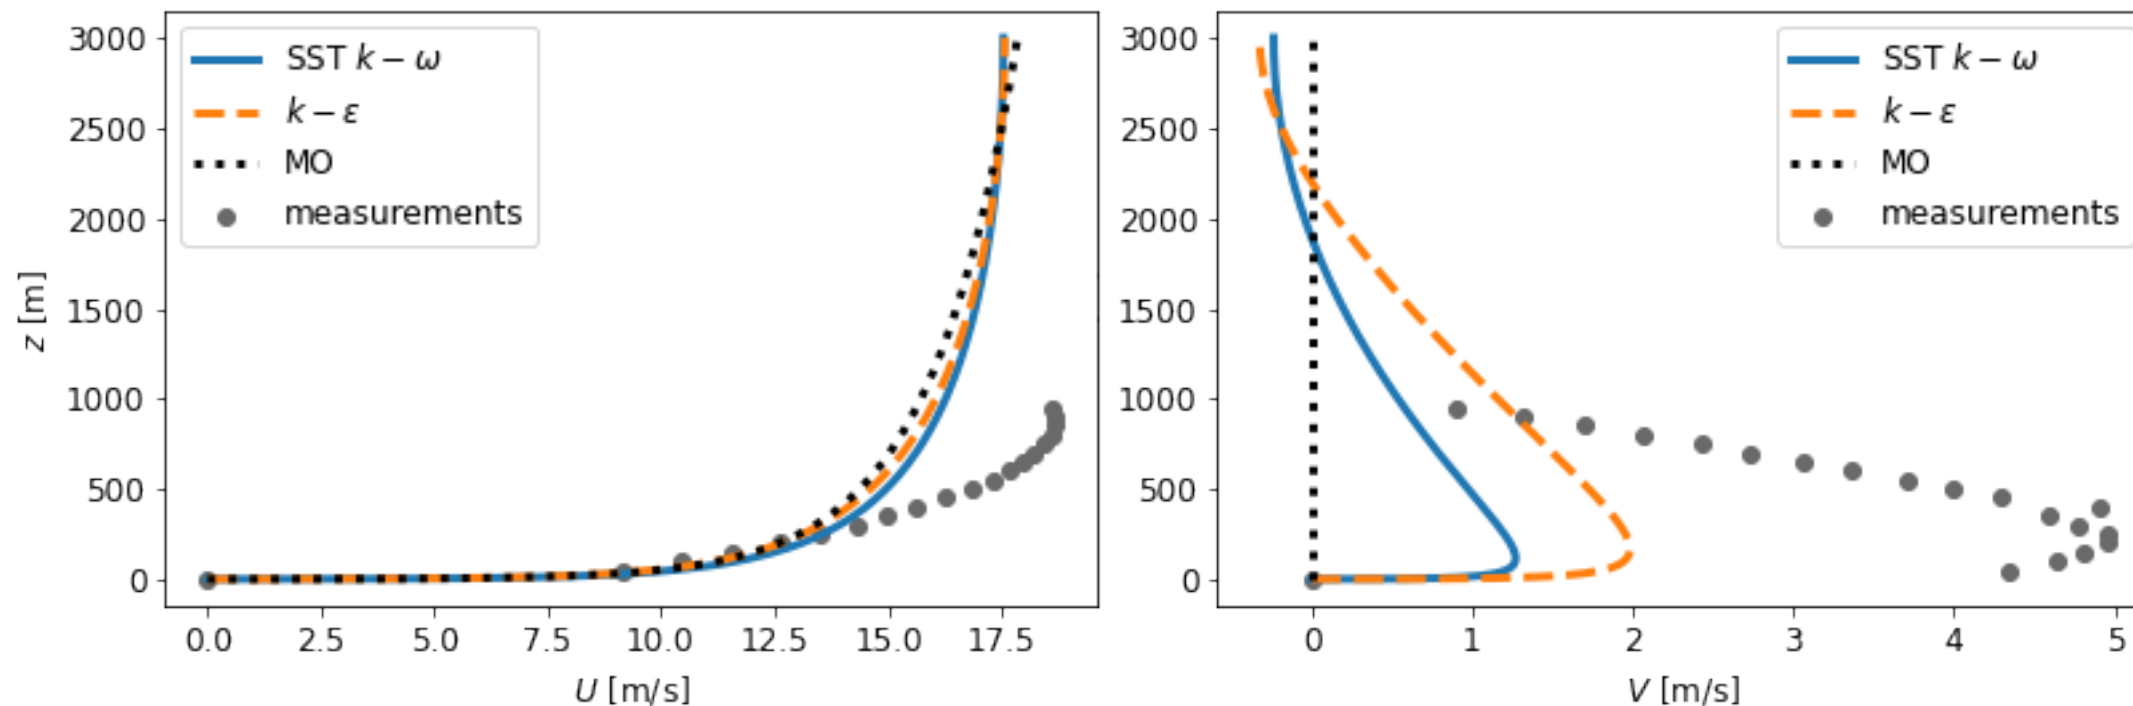 3000
2500
2000
1500
1000
500
0
z [m]
SST k − ω
k − ε
MO
measurements
0.0 2.5 5.0 7.5 10.0 12.5 15.0 17.5
U [m/s]
3000
2500
2000
1500
1000
500
0
SST k − ω
k − ε
MO
measurements
0 1 2 3 4 5
V [m/s]